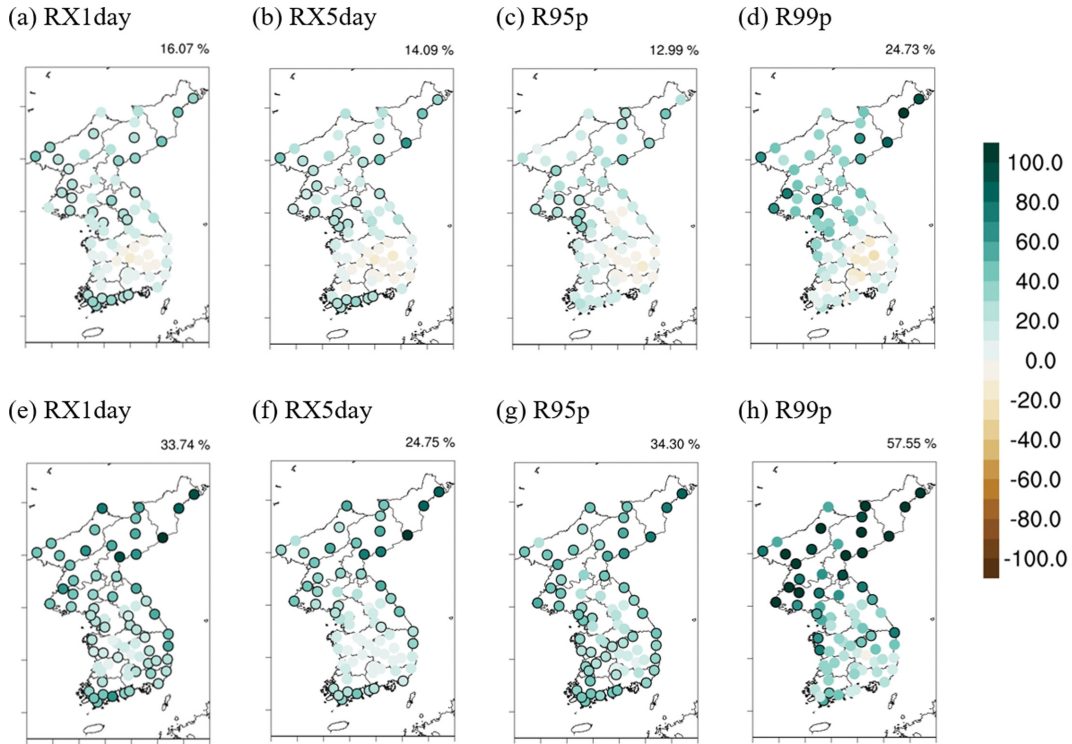 (a) RX1day
(b) RX5day
(c) R95p
(d) R99p
16.07 %
14.09 %
12.99 %
24.73 %
100.0
80.0
60.0
40.0
20.0
0.0
-20.0
-40.0
-60.0
-80.0
-100.0
(e) RX1day
(f) RX5day
(g) R95p
(h) R99p
33.74 %
24.75 %
34.30 %
57.55 %